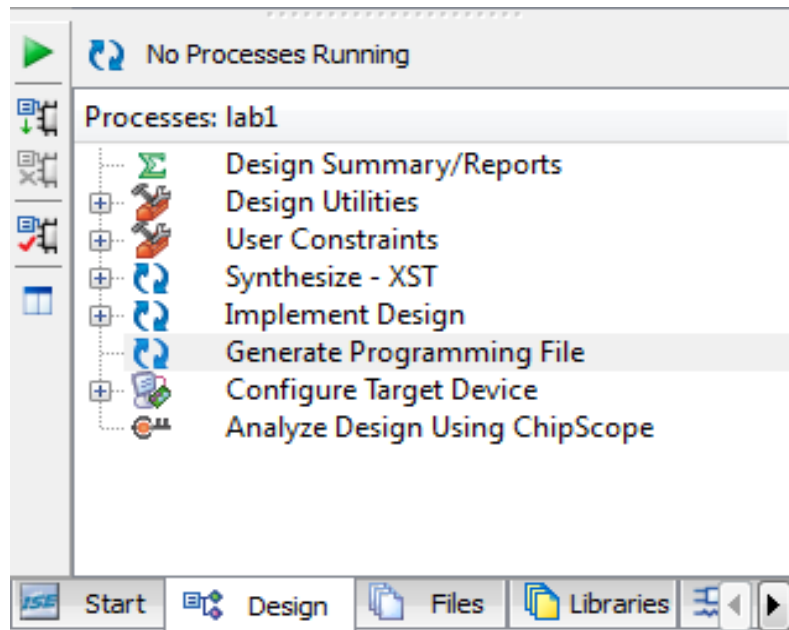 No Processes Running
Processes: lab1
Design Summary/Reports
Design Utilities
User Constraints
Synthesize - XST
Implement Design
Generate Programming File
Configure Target Device
Analyze Design Using ChipScope
ISE Start Design Files Libraries